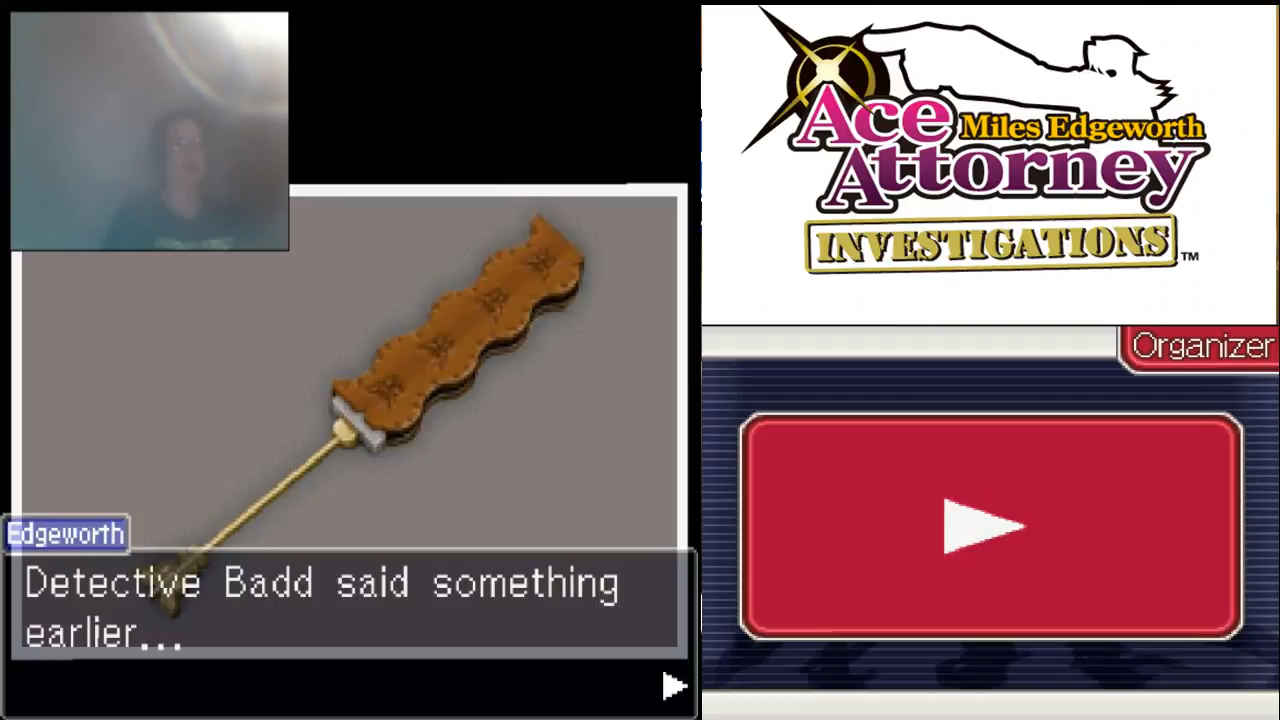 Ace
Miles Edgeworth
Attorney
INVESTIGATIONS
TM
Organizer
Edgeworth
Detective Badd said something
earlier...